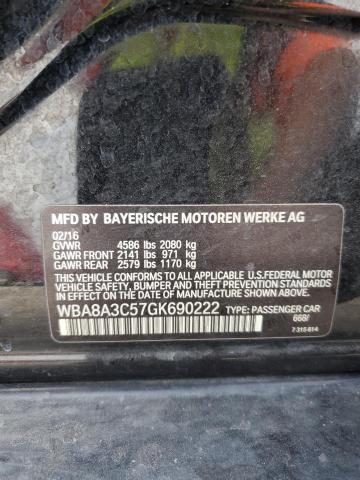 MFD BY BAYERISCHE MOTOREN WERKE AG
02/16
GVWR 4586 lbs 2080 kg
GAWR FRONT 2141 lbs 971 kg
GAWR REAR 2579 lbs 1170 kg
THIS VEHICLE CONFORMS TO ALL APPLICABLE U.S.FEDERAL MOTOR
VEHICLE SAFETY, BUMPER AND THEFT PREVENTION STANDARDS
IN EFFECT ON THE DATE OF MANUFACTURE SHOWN ABOVE.
WBA8A3C57GK690222 TYPE: PASSENGER CAR
668/
7 315 614